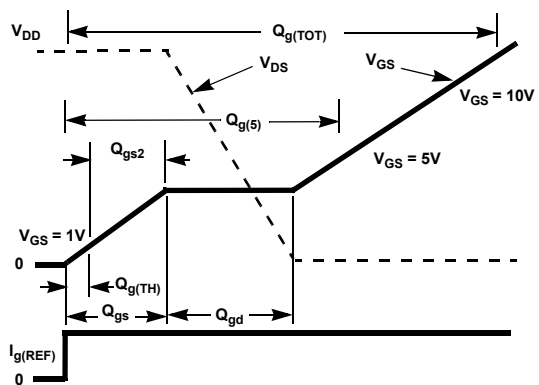 V_DD
Q_g(TOT)
V_DS
V_GS
V_GS = 10V
Q_g(5)
Q_gs2
V_GS = 5V
V_GS = 1V
0
Q_g(TH)
Q_gs
Q_gd
I_g(REF)
0